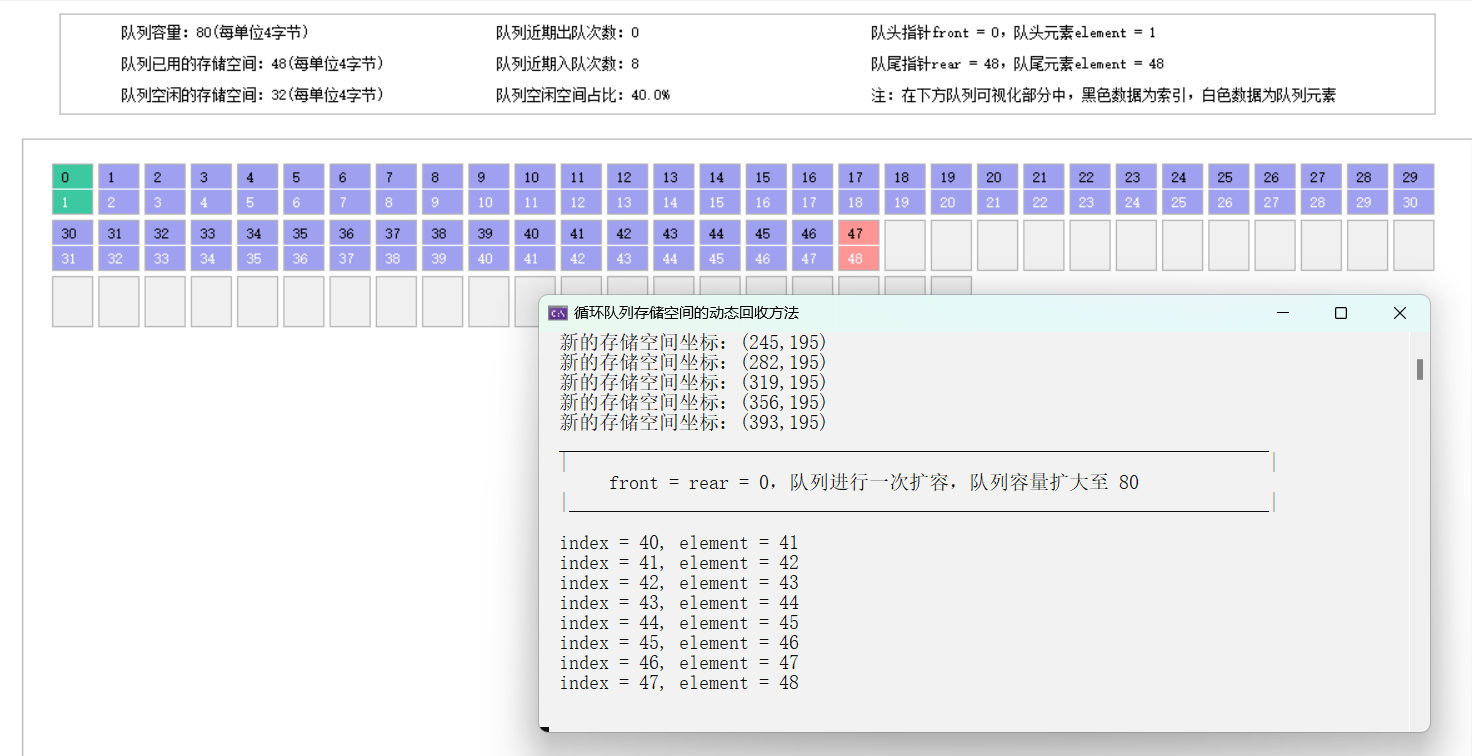 队列容量：80(每单位4字节) 队列近期出队次数：0 队头指针front = 0，队头元素element = 1
队列已用的存储空间：48(每单位4字节) 队列近期入队次数：8 队尾指针rear = 48，队尾元素element = 48
队列空闲的存储空间：32(每单位4字节) 队列空闲空间占比：40.0% 注：在下方队列可视化部分中，黑色数据为索引，白色数据为队列元素
0 1 2 3 4 5 6 7 8 9 10 11 12 13 14 15 16 17 18 19 20 21 22 23 24 25 26 27 28 29
1 2 3 4 5 6 7 8 9 10 11 12 13 14 15 16 17 18 19 20 21 22 23 24 25 26 27 28 29 30
30 31 32 33 34 35 36 37 38 39 40 41 42 43 44 45 46 47
31 32 33 34 35 36 37 38 39 40 41 42 43 44 45 46 47 48
C:\ 循环队列存储空间的动态回收方法
新的存储空间坐标：(245,195)
新的存储空间坐标：(282,195)
新的存储空间坐标：(319,195)
新的存储空间坐标：(356,195)
新的存储空间坐标：(393,195)
front = rear = 0，队列进行一次扩容，队列容量扩大至 80
index = 40, element = 41
index = 41, element = 42
index = 42, element = 43
index = 43, element = 44
index = 44, element = 45
index = 45, element = 46
index = 46, element = 47
index = 47, element = 48